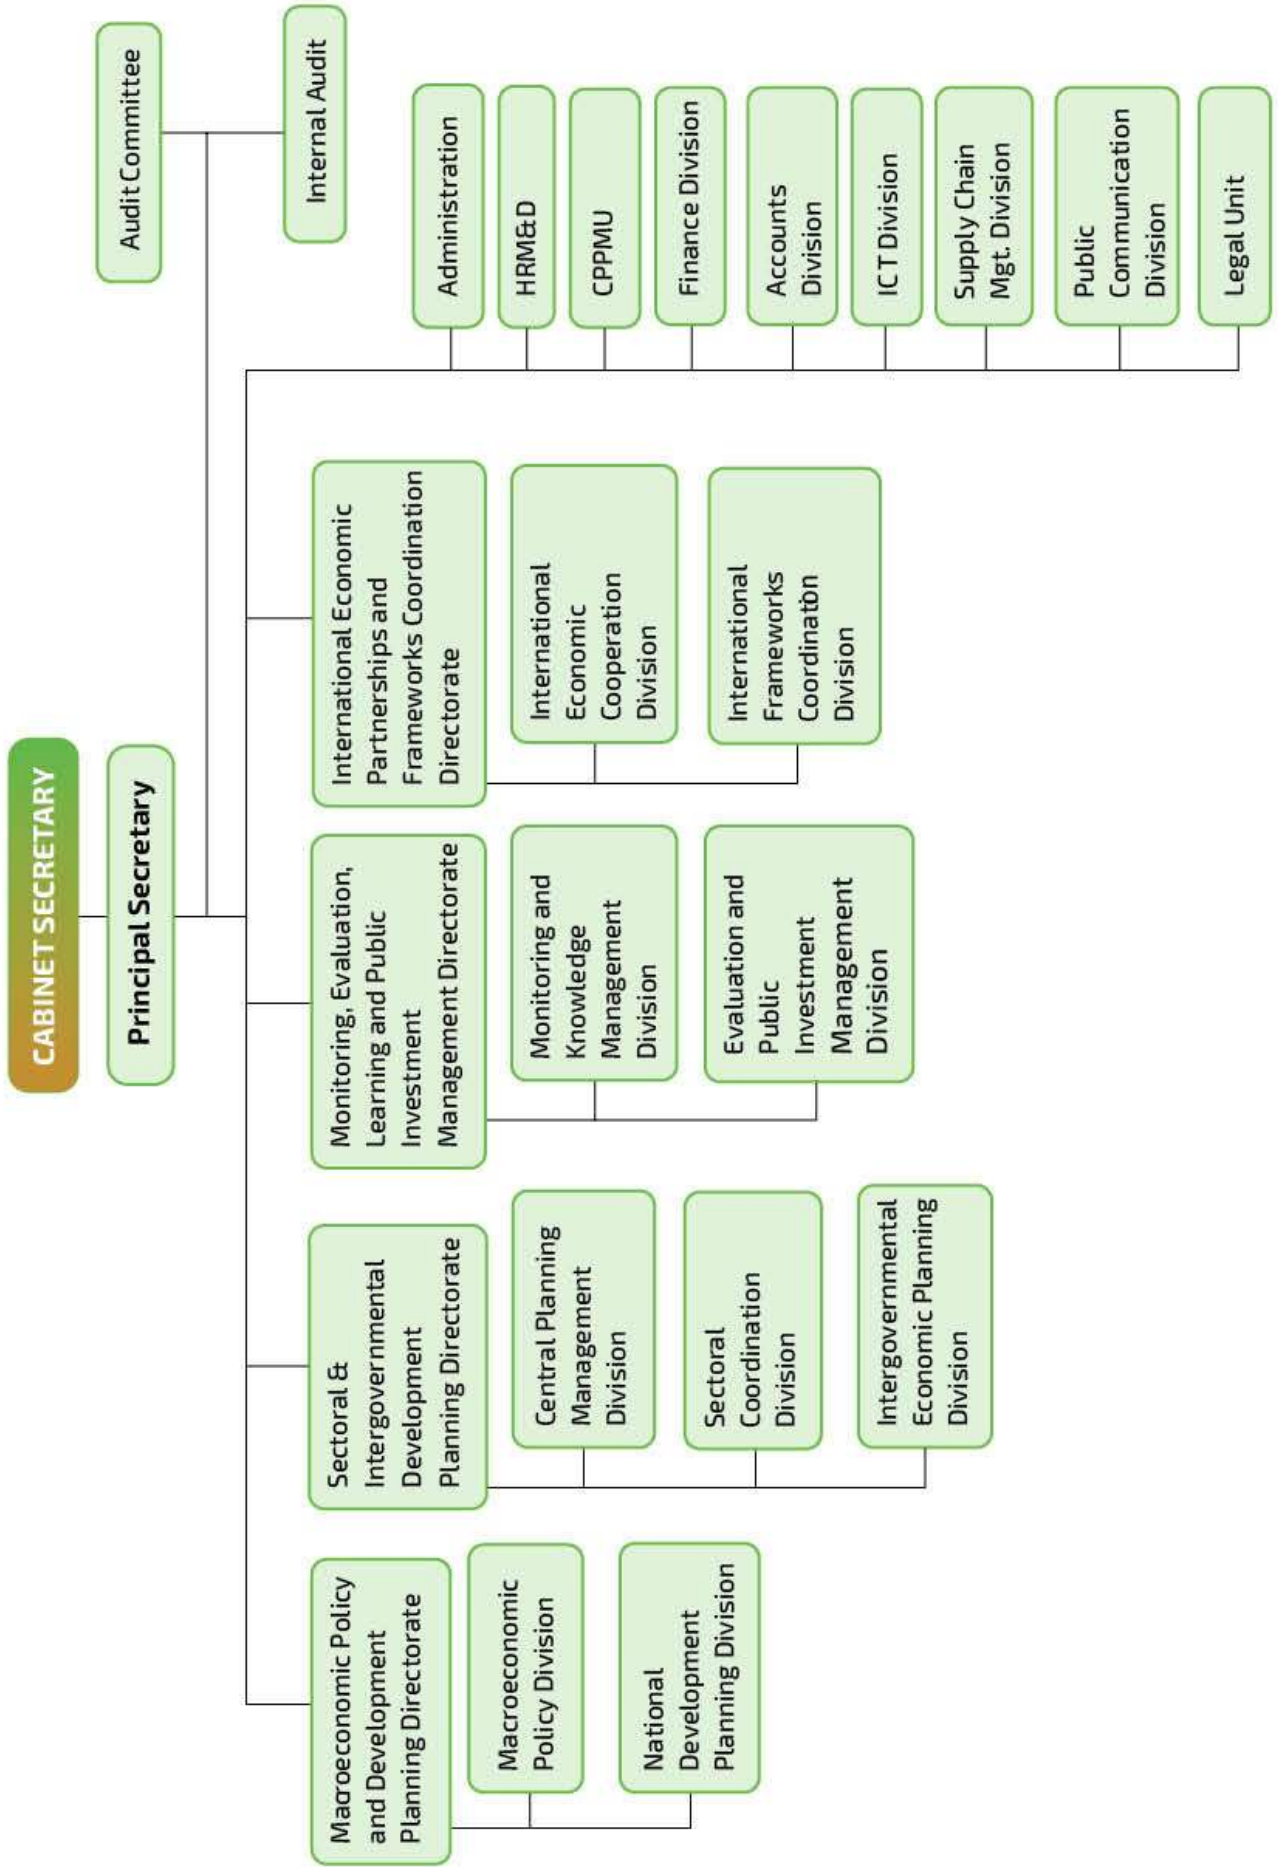 CABINET SECRETARY
Principal Secretary
Audit Committee
Internal Audit
Macroeconomic Policy
and Development
Planning Directorate
Macroeconomic
Policy Division
National
Development
Planning Division
Sectoral &
Intergovernmental
Development
Planning Directorate
Central Planning
Management
Division
Sectoral
Coordination
Division
Intergovernmental
Economic Planning
Division
Monitoring, Evaluation,
Learning and Public
Investment
Management Directorate
Monitoring and
Knowledge
Management
Division
Evaluation and
Public
Investment
Management
Division
International Economic
Partnerships and
Frameworks Coordination
Directorate
International
Economic
Cooperation
Division
International
Frameworks
Coordination
Division
Administration
HRM&D
CPPMU
Finance Division
Accounts
Division
ICT Division
Supply Chain
Mgt. Division
Public
Communication
Division
Legal Unit